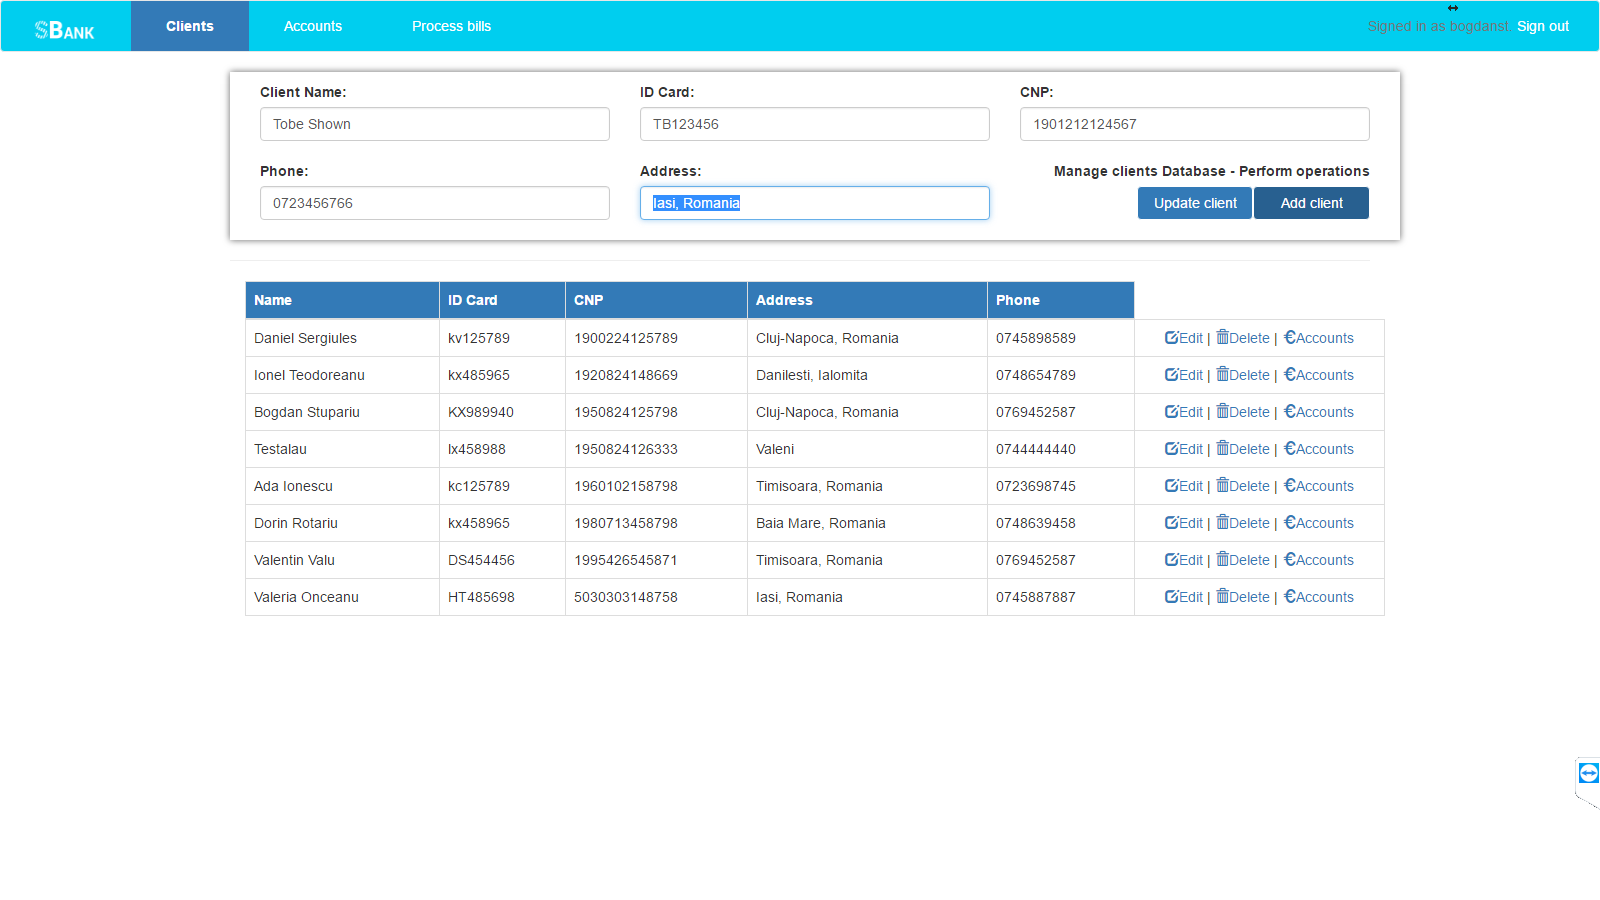 SBANK Clients Accounts Process bills Signed in as bogdanst. Sign out
Client Name: ID Card: CNP:
Tobe Shown TB123456 1901212124567
Phone: Address: Manage clients Database - Perform operations
0723456766 Iasi, Romania Update client Add client
Name ID Card CNP Address Phone
Daniel Sergiules kv125789 1900224125789 Cluj-Napoca, Romania 0745898589 Edit | Delete | €Accounts
Ionel Teodoreanu kx485965 1920824148669 Danilesti, Ialomita 0748654789 Edit | Delete | €Accounts
Bogdan Stupariu KX989940 1950824125798 Cluj-Napoca, Romania 0769452587 Edit | Delete | €Accounts
Testalau lx458988 1950824126333 Valeni 0744444440 Edit | Delete | €Accounts
Ada Ionescu kc125789 1960102158798 Timisoara, Romania 0723698745 Edit | Delete | €Accounts
Dorin Rotariu kx458965 1980713458798 Baia Mare, Romania 0748639458 Edit | Delete | €Accounts
Valentin Valu DS454456 1995426545871 Timisoara, Romania 0769452587 Edit | Delete | €Accounts
Valeria Onceanu HT485698 5030303148758 Iasi, Romania 0745887887 Edit | Delete | €Accounts